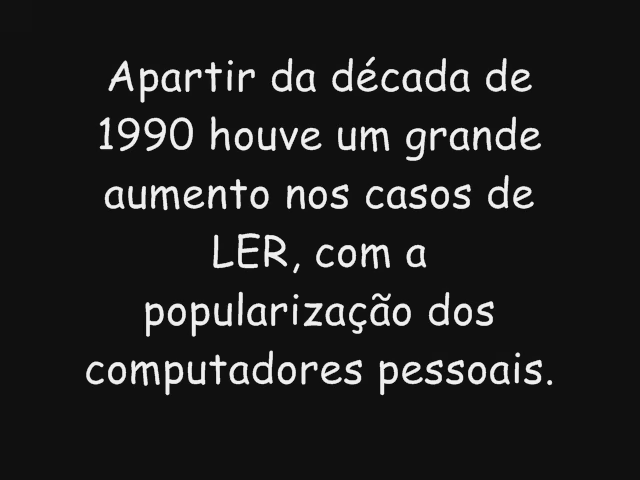 Apartir da década de
1990 houve um grande
aumento nos casos de
LER, com a
popularização dos
computadores pessoais.